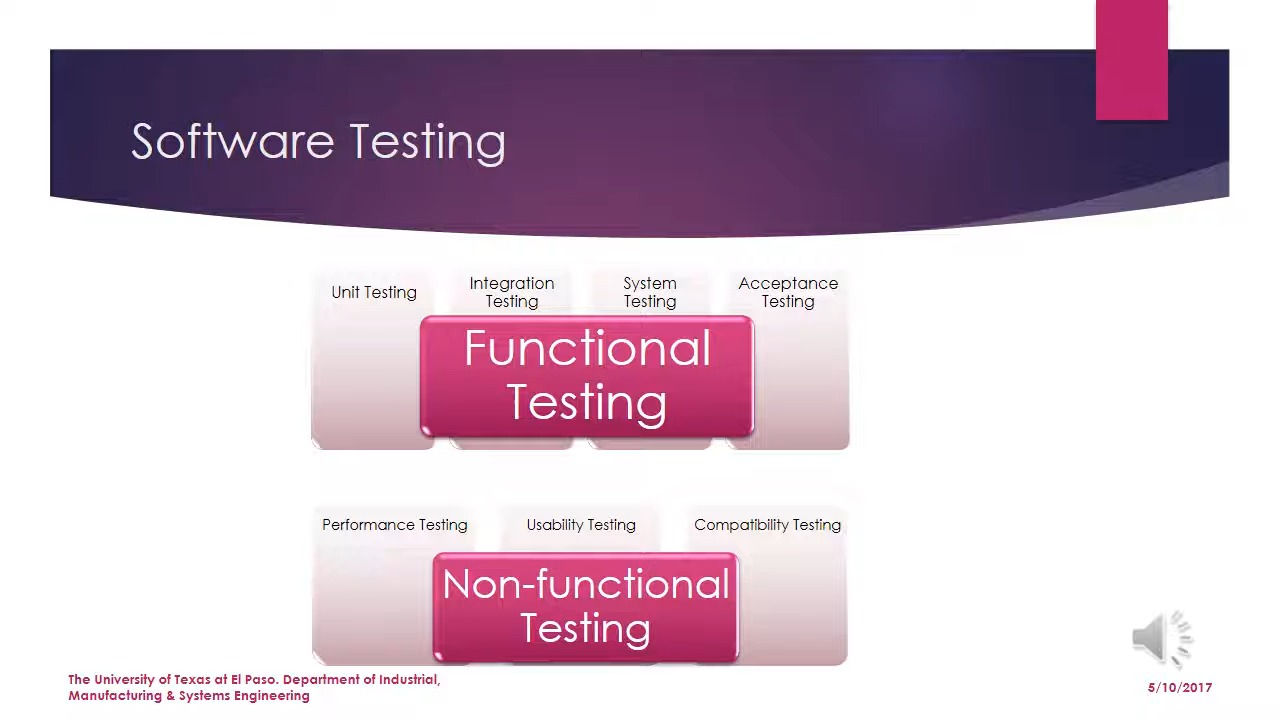 Software Testing
Unit Testing
Integration
Testing
System
Testing
Acceptance
Testing
Functional
Testing
Performance Testing
Usability Testing
Compatibility Testing
Non-functional
Testing
The University of Texas at El Paso. Department of Industrial,
Manufacturing & Systems Engineering
5/10/2017